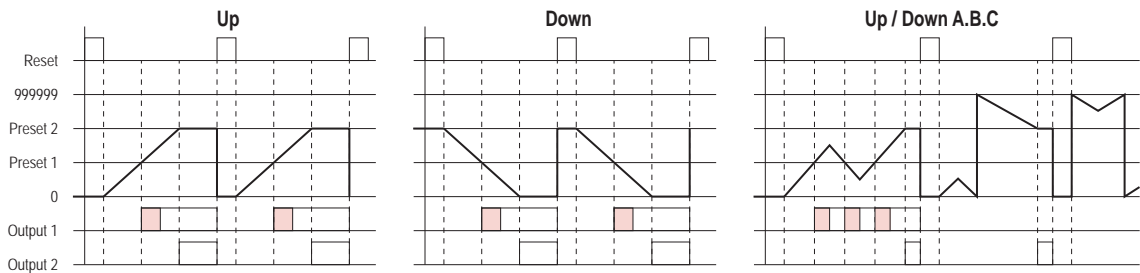 Up
Down
Up / Down A.B.C
Reset
999999
Preset 2
Preset 1
0
Output 1
Output 2